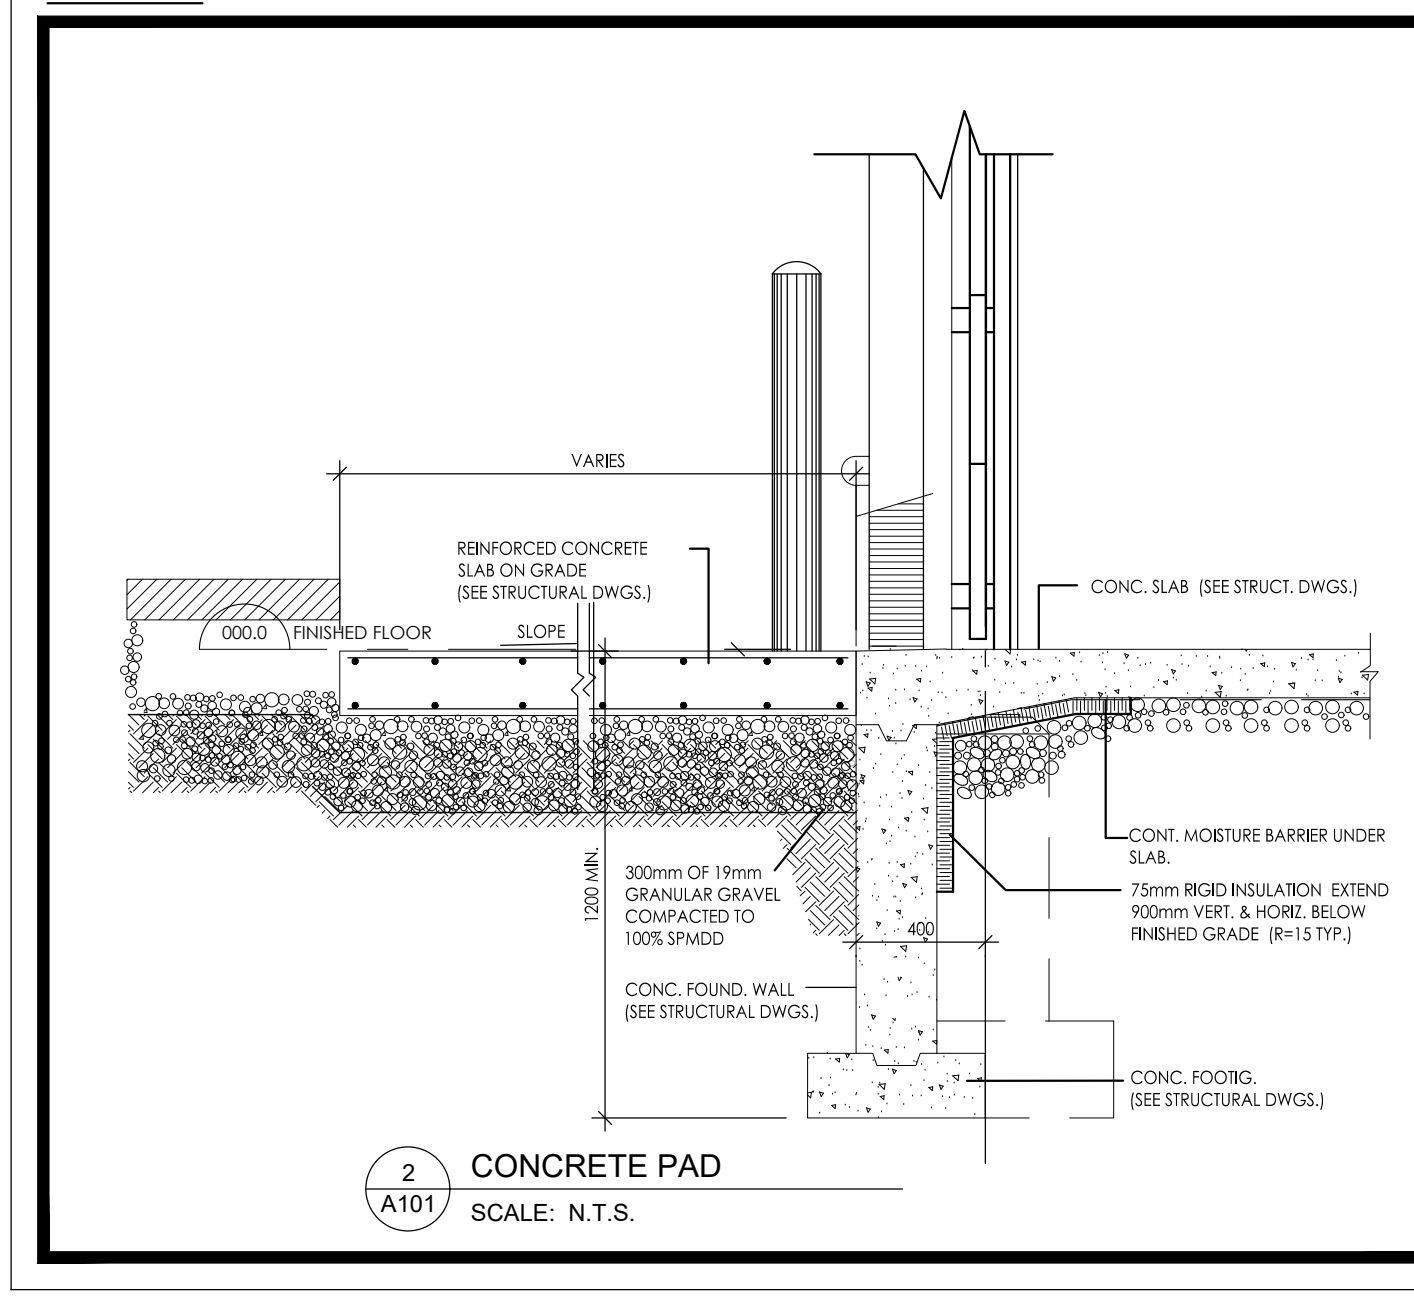 VARIES
REINFORCED CONCRETE
SLAB ON GRADE
(SEE STRUCTURAL DWGS.)
CONC. SLAB (SEE STRUCT. DWGS.)
000.0 FINISHED FLOOR
SLOPE
1200 MIN.
300mm OF 19mm
GRANULAR GRAVEL
COMPACTED TO
100% SPMDD
CONT. MOISTURE BARRIER UNDER
SLAB.
75mm RIGID INSULATION EXTEND
900mm VERT. & HORIZ. BELOW
FINISHED GRADE (R=15 TYP.)
400
CONC. FOUND. WALL
(SEE STRUCTURAL DWGS.)
CONC. FOOTIG.
(SEE STRUCTURAL DWGS.)
2
A101
CONCRETE PAD
SCALE: N.T.S.